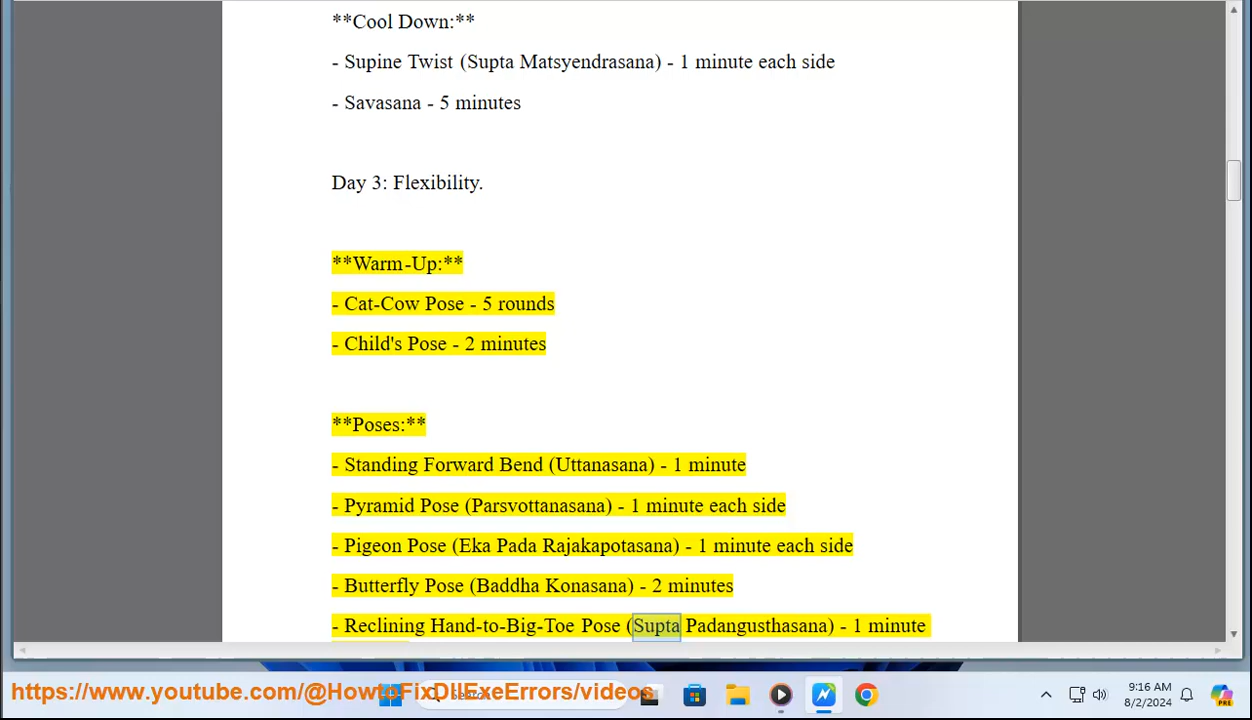 **Cool Down:**
- Supine Twist (Supta Matsyendrasana) - 1 minute each side
- Savasana - 5 minutes
Day 3: Flexibility.
**Warm-Up:**
- Cat-Cow Pose - 5 rounds
- Child's Pose - 2 minutes
**Poses:**
- Standing Forward Bend (Uttanasana) - 1 minute
- Pyramid Pose (Parsvottanasana) - 1 minute each side
- Pigeon Pose (Eka Pada Rajakapotasana) - 1 minute each side
- Butterfly Pose (Baddha Konasana) - 2 minutes
- Reclining Hand-to-Big-Toe Pose (Supta Padangusthasana) - 1 minute
https://www.youtube.com/@HowtoFixDllExeErrors/videos
9:16 AM
8/2/2024
PRE